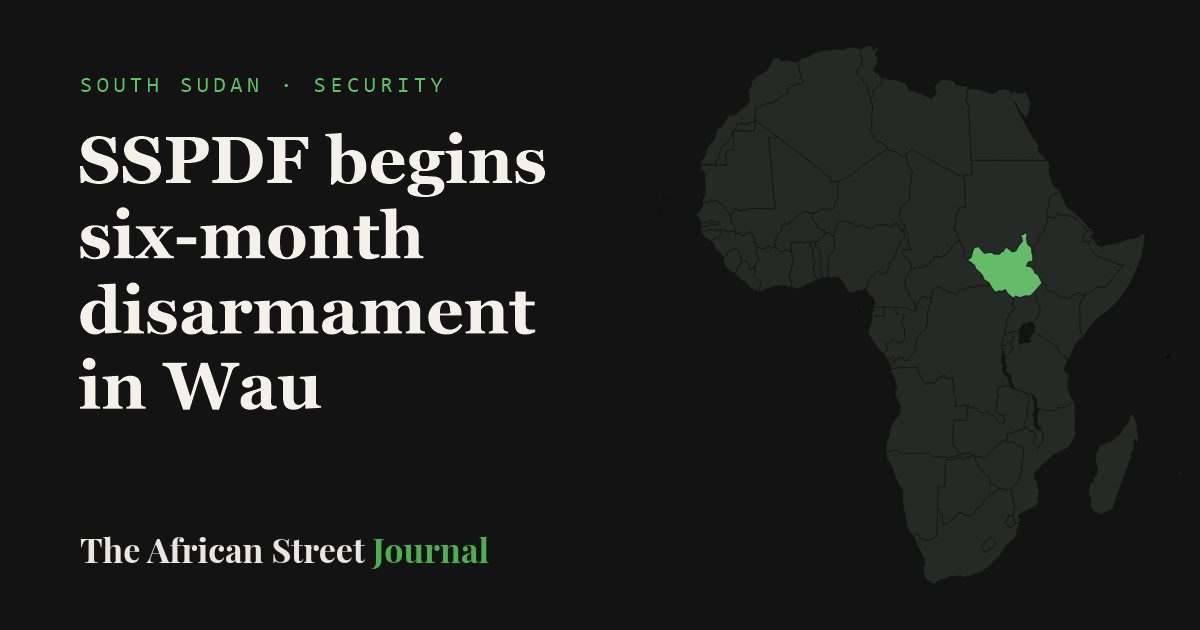 SOUTH SUDAN · SECURITY
SSPDF begins
six-month
disarmament
in Wau
The African Street Journal